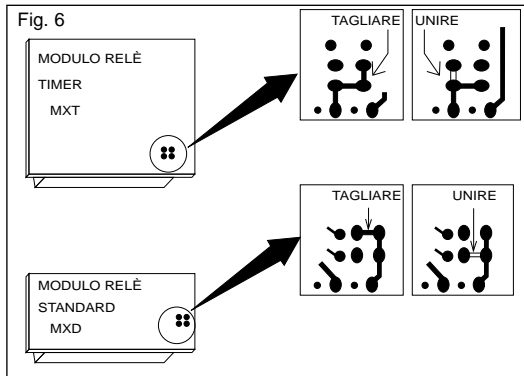 Fig. 6
TAGLIARE
UNIRE
MODULO RELÈ
TIMER
MXT
TAGLIARE
UNIRE
MODULO RELÈ
STANDARD
MXD